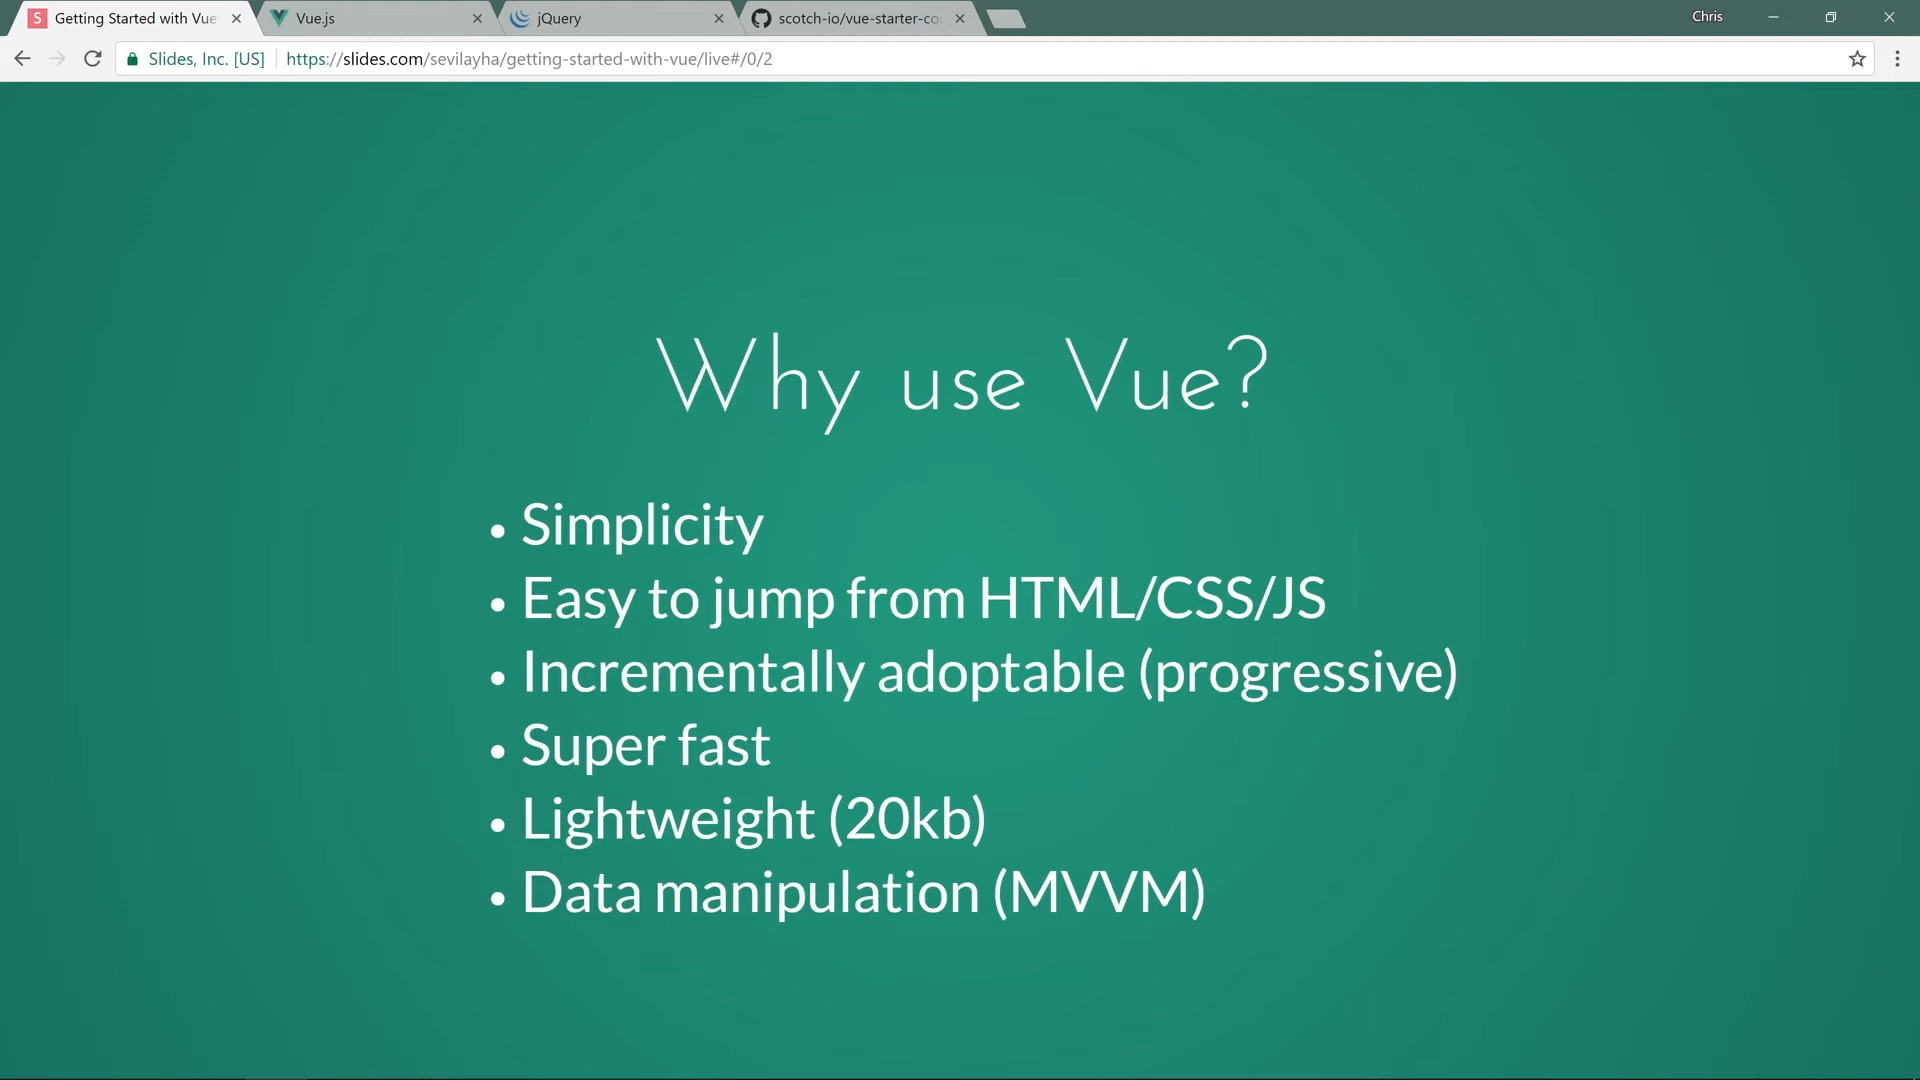 S Getting Started with Vue
Vue.js
jQuery
scotch-io/vue-starter-co
Chris
Slides, Inc. [US]
https://slides.com/sevilayha/getting-started-with-vue/live#/0/2
Why use Vue?
• Simplicity
• Easy to jump from HTML/CSS/JS
• Incrementally adoptable (progressive)
• Super fast
• Lightweight (20kb)
• Data manipulation (MVVM)